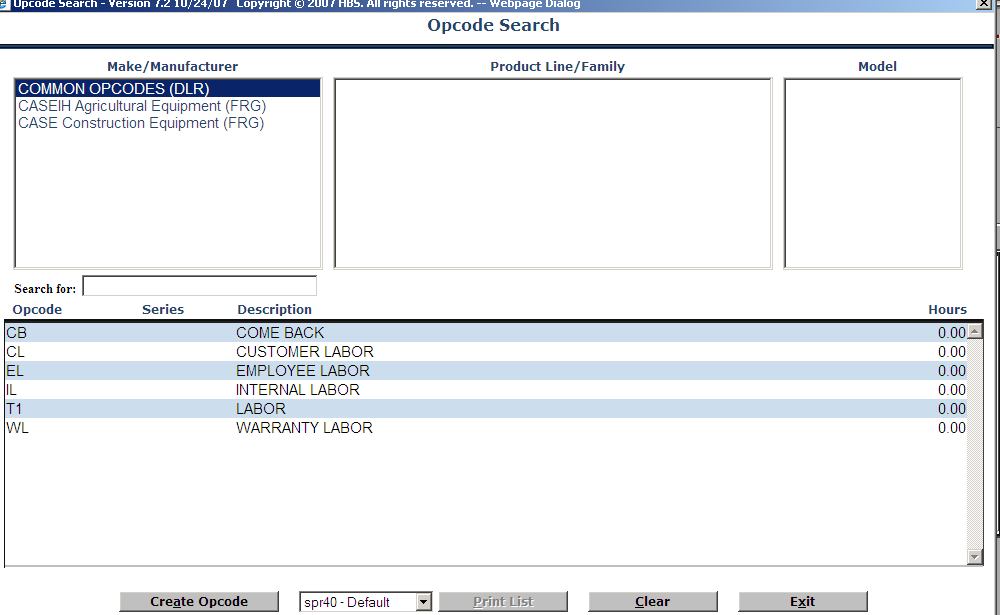 Opcode Search - Version 7.2 10/24/07 Copyright © 2007 HBS. All rights reserved. -- Webpage Dialog
Opcode Search
Make/Manufacturer Product Line/Family Model
COMMON OPCODES (DLR)
CASEIH Agricultural Equipment (FRG)
CASE Construction Equipment (FRG)
Search for:
Opcode Series Description Hours
CB COME BACK 0.00
CL CUSTOMER LABOR 0.00
EL EMPLOYEE LABOR 0.00
IL INTERNAL LABOR 0.00
T1 LABOR 0.00
WL WARRANTY LABOR 0.00
Create Opcode spr40 - Default Print List Clear Exit